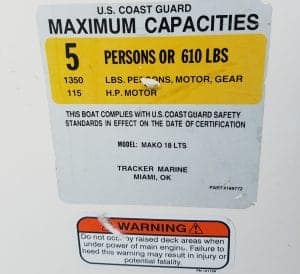 U.S. COAST GUARD
MAXIMUM CAPACITIES
5 PERSONS OR 610 LBS
1350 LBS. PERSONS, MOTOR, GEAR
115 H.P. MOTOR
THIS BOAT COMPLIES WITH U.S. COAST GUARD SAFETY
STANDARDS IN EFFECT ON THE DATE OF CERTIFICATION
MODEL: MAKO 18 LTS
TRACKER MARINE
MIAMI, OK
WARNING
Do not occupy raised deck areas when
under power of main engine. Failure to
heed this warning may result in injury or
potential fatality.